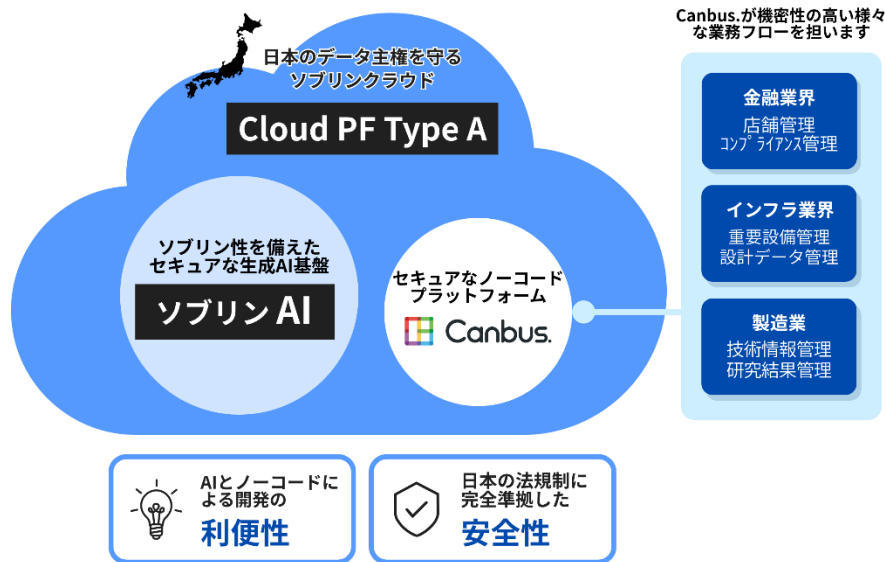 日本のデータ主権を守る
ソブリンクラウド
Cloud PF Type A
ソブリン性を備えた
セキュアな生成AI基盤
ソブリン AI
セキュアなノーコード
プラットフォーム
Canbus.
Canbus.が機密性の高い様々
な業務フローを担います
金融業界
店舗管理
ｺﾝﾌﾟﾗｲｱﾝｽ管理
インフラ業界
重要設備管理
設計データ管理
製造業
技術情報管理
研究結果管理
AIとノーコードに
よる開発の
利便性
日本の法規制に
完全準拠した
安全性